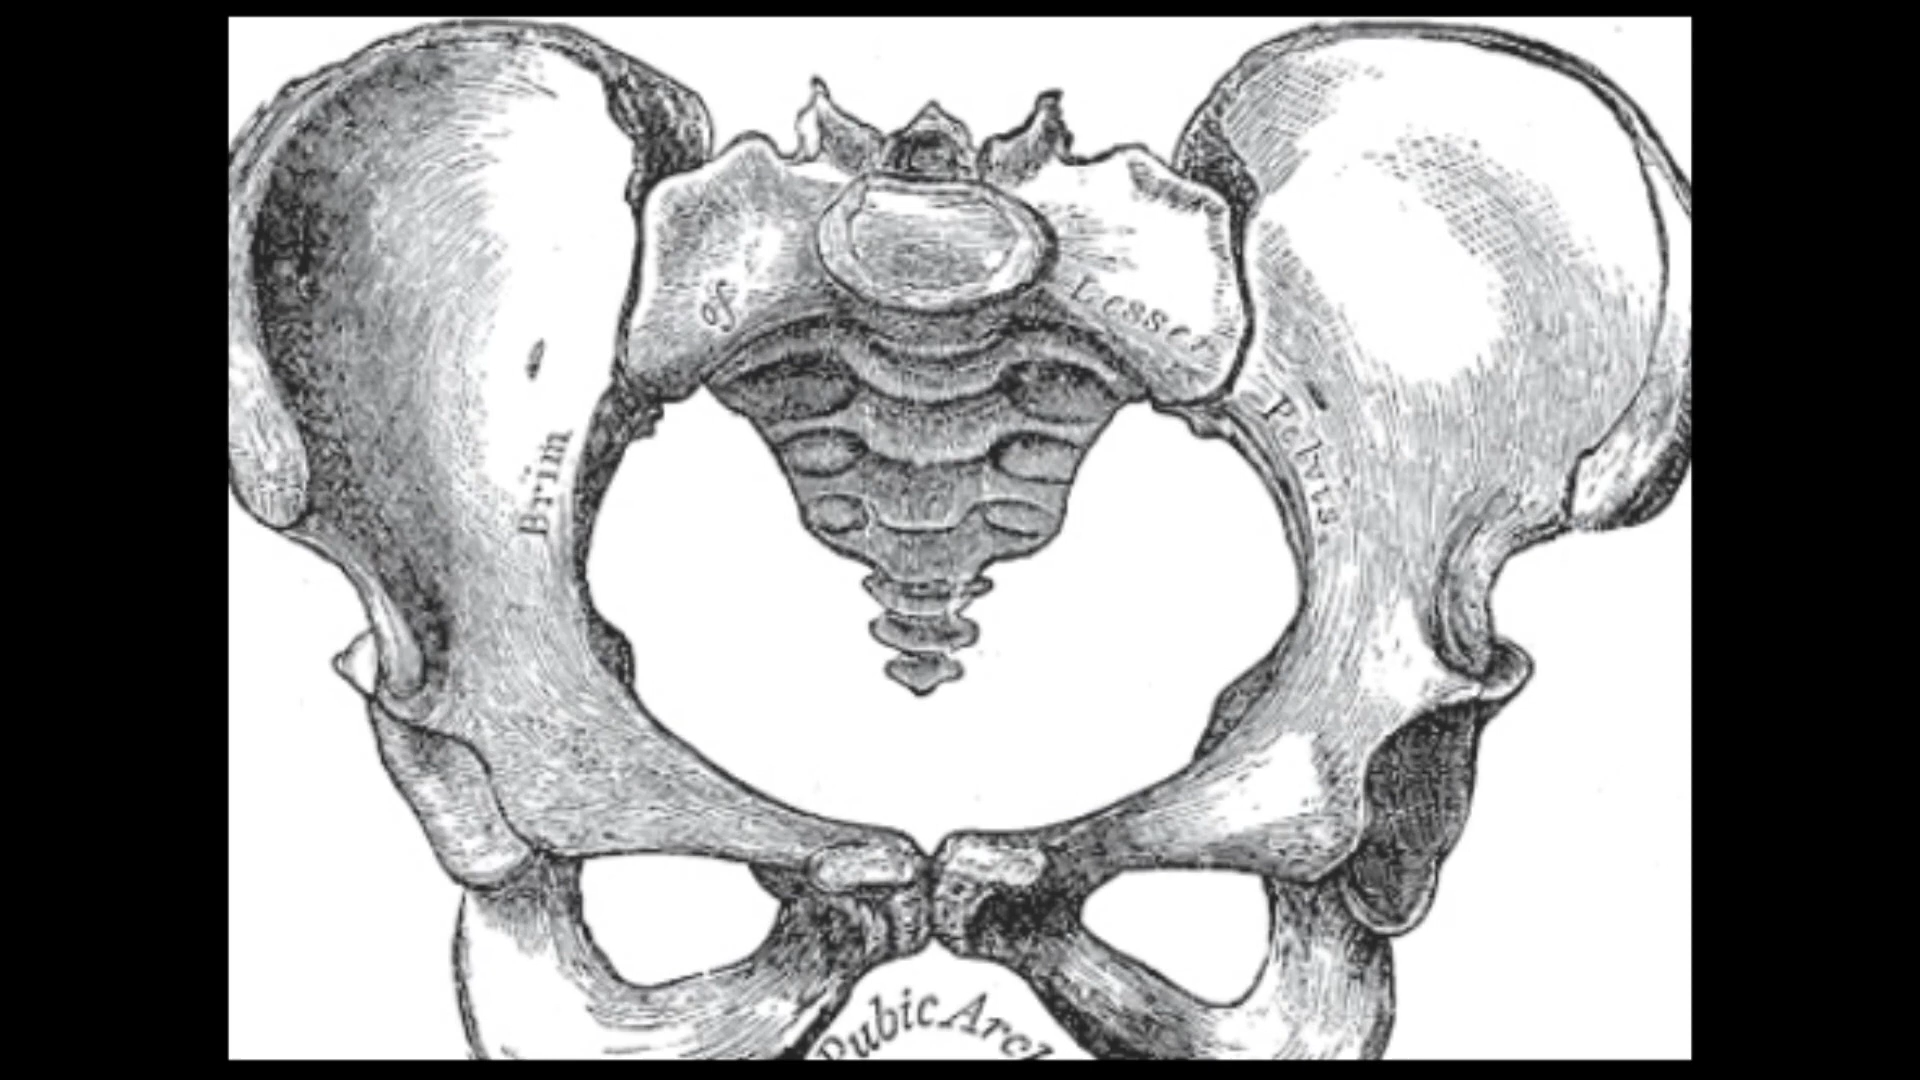 Brim
of
Lesser
Pelvis.
Pubic Arch